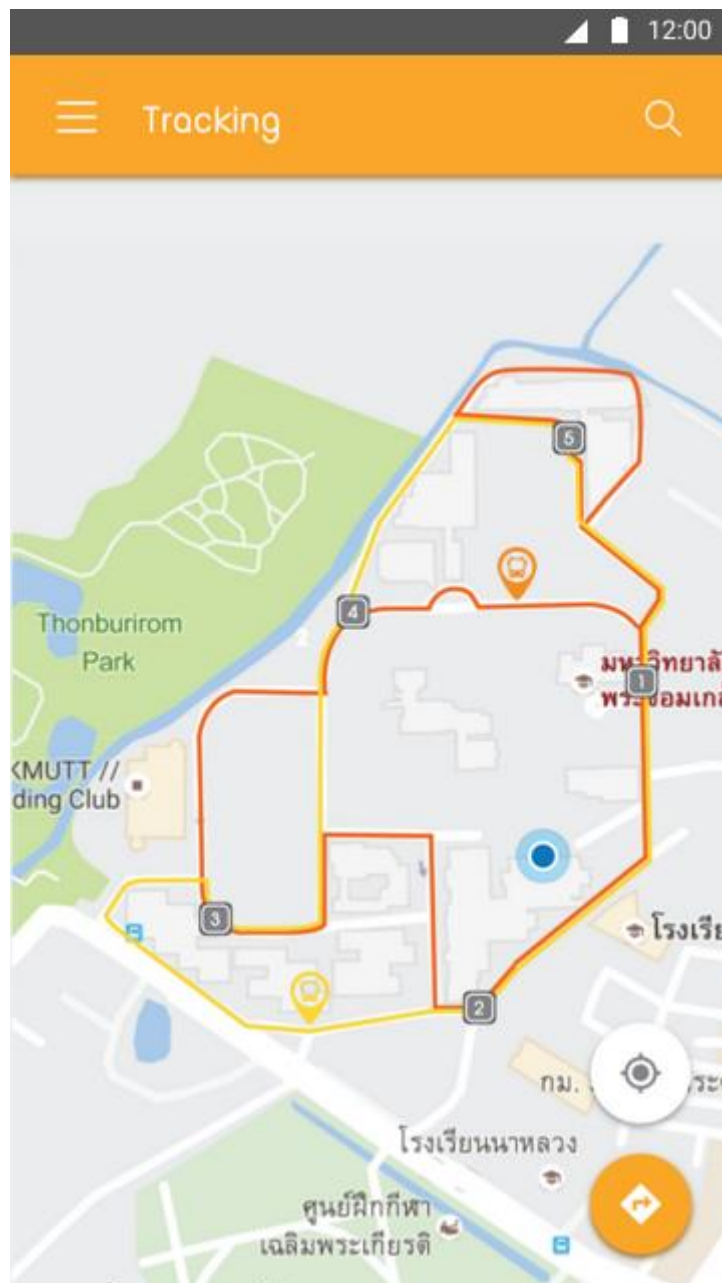 12:00
Tracking
5
Thonburirom
Park
4
1
KMUTT //
ding Club
3
โรงเรีย
2
กม.
โรงเรียนนาหลวง
ศูนย์ฝึกกีฬา
เฉลิมพระเกียรติ